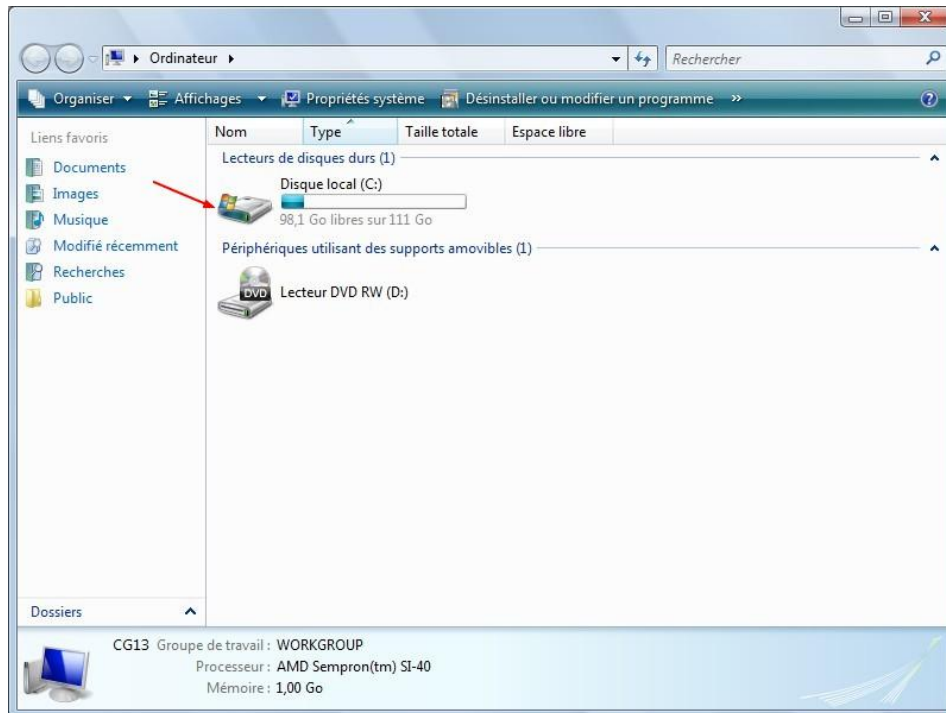 Ordinateur
Rechercher
Organiser Affichages Propriétés système Désinstaller ou modifier un programme »
Liens favoris
Documents
Images
Musique
Modifié récemment
Recherches
Public
Dossiers
Nom Type Taille totale Espace libre
Lecteurs de disques durs (1)
Disque local (C:)
98,1 Go libres sur 111 Go
Périphériques utilisant des supports amovibles (1)
DVD
Lecteur DVD RW (D:)
CG13 Groupe de travail : WORKGROUP
Processeur : AMD Sempron(tm) SI-40
Mémoire : 1,00 Go